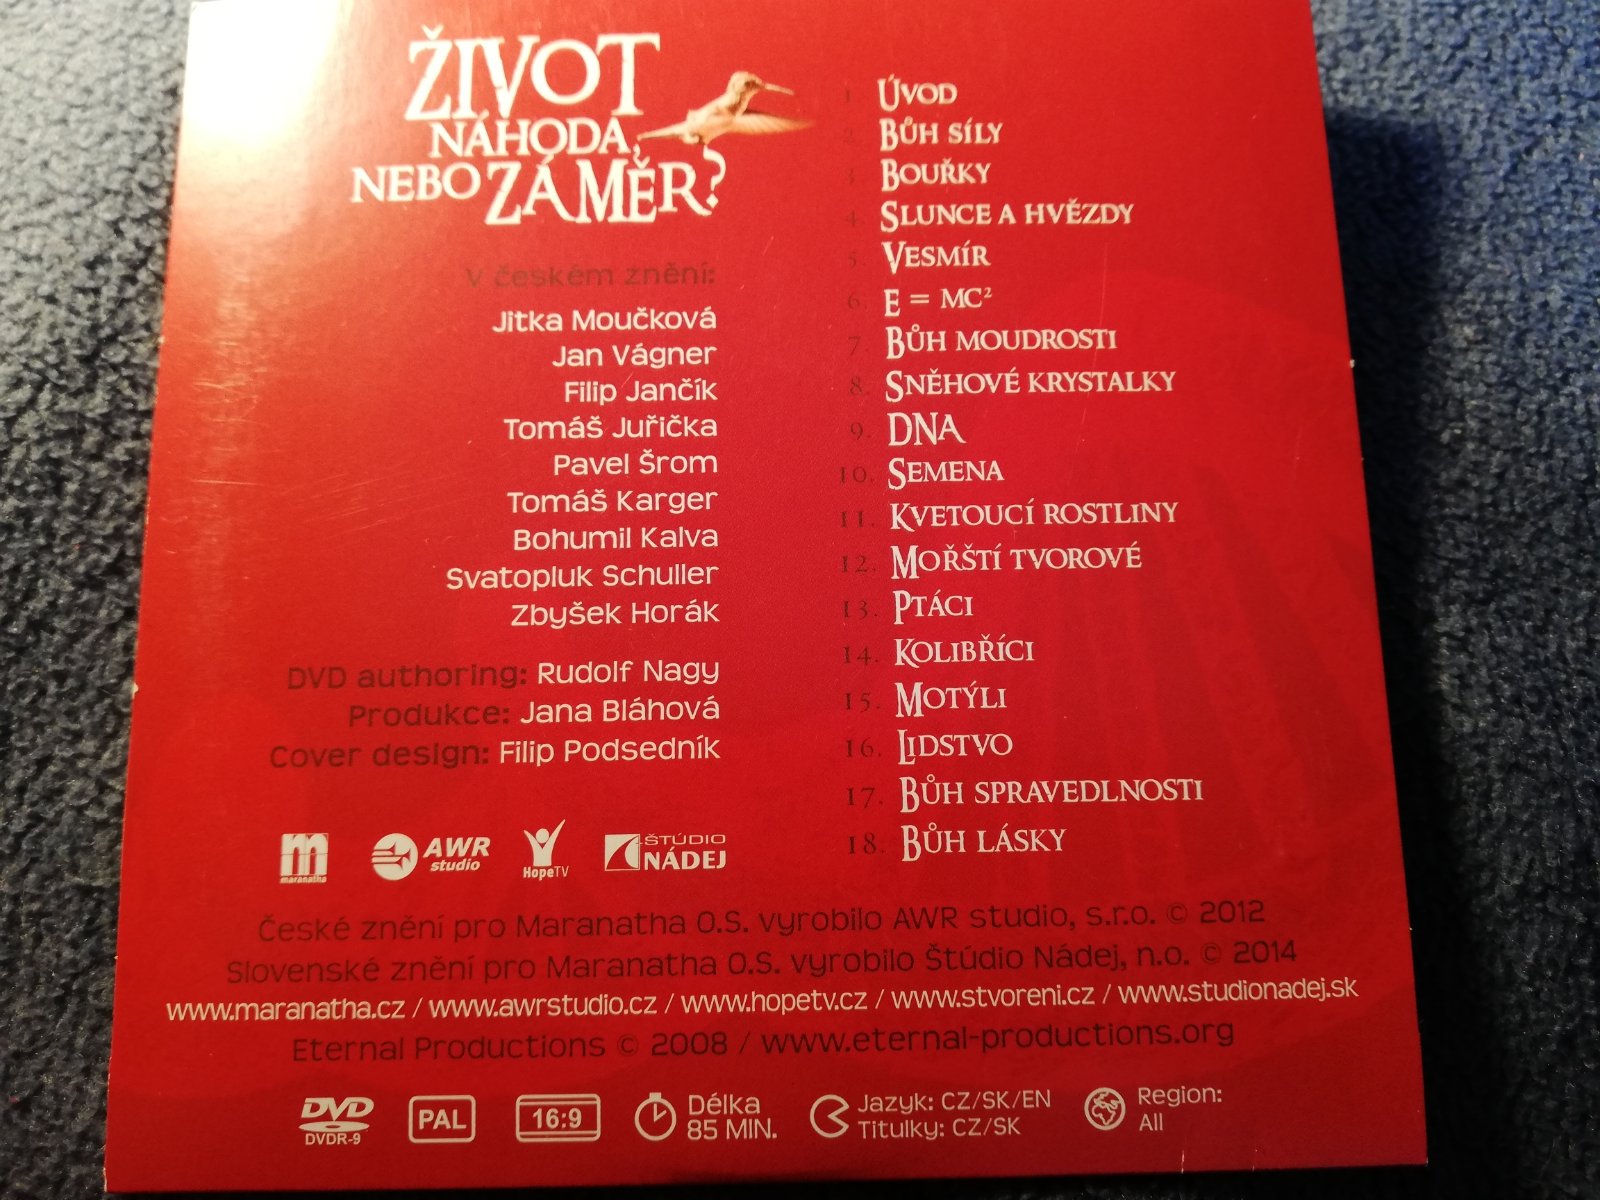 ŽIVOT
NÁHODA,
NEBO ZÁMĚR?
V českém znění:
Jitka Moučková
Jan Vágner
Filip Jančík
Tomáš Juřička
Pavel Šrom
Tomáš Karger
Bohumil Kalva
Svatopluk Schuller
Zbyšek Horák
DVD authoring: Rudolf Nagy
Produkce: Jana Bláhová
Cover design: Filip Podsedník
1. ÚVOD
2. BŮH SÍLY
3. BOUŘKY
4. SLUNCE A HVĚZDY
5. VESMÍR
6. E = MC²
7. BŮH MOUDROSTI
8. SNĚHOVÉ KRYSTALKY
9. DNA
10. SEMENA
11. KVETOUCÍ ROSTLINY
12. MOŘŠTÍ TVOROVÉ
13. PTÁCI
14. KOLIBŘÍCI
15. MOTÝLI
16. LIDSTVO
17. BŮH SPRAVEDLNOSTI
18. BŮH LÁSKY
m maranatha
AWR studio
HopeTV
ŠTÚDIO NÁDEJ
České znění pro Maranatha O.S. vyrobilo AWR studio, s.r.o. © 2012
Slovenské znění pro Maranatha O.S. vyrobilo Štúdio Nádej, n.o. © 2014
www.maranatha.cz / www.awrstudio.cz / www.hopetv.cz / www.stvoreni.cz / www.studionadej.sk
Eternal Productions © 2008 / www.eternal-productions.org
DVD
DVDR-9
PAL
16:9
Délka
85 MIN.
Jazyk: CZ/SK/EN
Titulky: CZ/SK
Region:
All